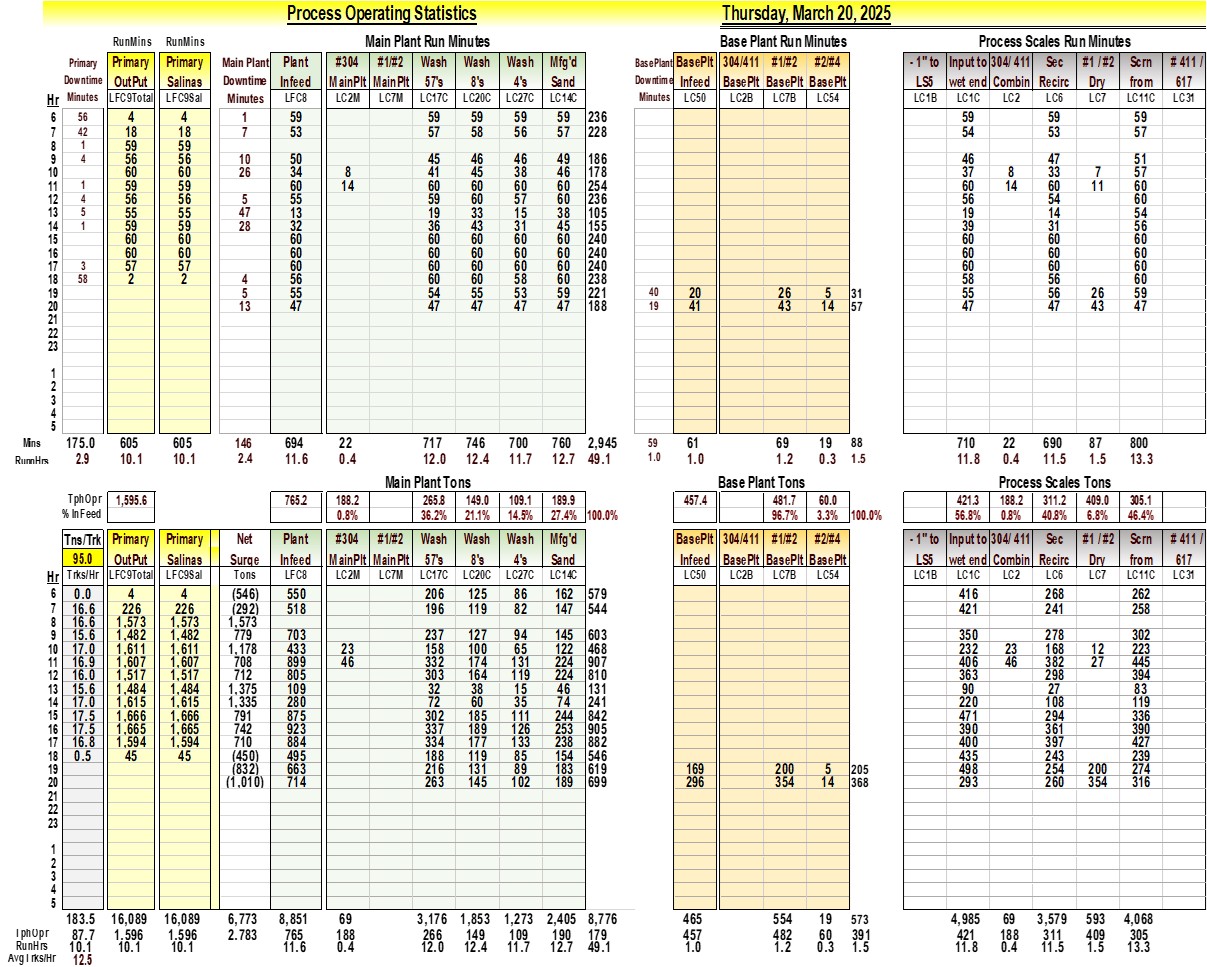 Process Operating Statistics Thursday, March 20, 2025
RunMins RunMins Main Plant Run Minutes Base Plant Run Minutes Process Scales Run Minutes
Primary Primary Primary Main Plant Plant #304 #1/#2 Wash Wash Wash Mfg'd BasePlant BasePlt 304/411 #1/#2 #2/#4 - 1" to Input to 304/ 411 Sec #1 / #2 Scrn # 411 /
Downtime OutPut Salinas Downtime Infeed MainPlt MainPlt 57's 8's 4's Sand Downtime Infeed BasePlt BasePlt BasePlt LS5 wet end Combin Recirc Dry from 617
Hr Minutes LFC9Total LFC9Sal Minutes LFC8 LC2M LC7M LC17C LC20C LC27C LC14C Minutes LC50 LC2B LC7B LC54 LC1B LC1C LC2 LC6 LC7 LC11C LC31
6 56 4 4 1 59 59 59 59 59 236 59 59 59
7 42 18 18 7 53 57 58 56 57 228 54 53 57
8 1 59 59
9 4 56 56 10 50 45 46 46 49 186 46 47 51
10 60 60 26 34 8 41 45 38 46 178 37 8 33 7 57
11 1 59 59 60 14 60 60 60 60 254 60 14 60 11 60
12 4 56 56 5 55 59 60 57 60 236 56 54 60
13 5 55 55 47 13 19 33 15 38 105 19 14 54
14 1 59 59 28 32 36 43 31 45 155 39 31 56
15 60 60 60 60 60 60 60 240 60 60 60
16 60 60 60 60 60 60 60 240 60 60 60
17 3 57 57 60 60 60 60 60 240 60 60 60
18 58 2 2 4 56 60 60 58 60 238 58 56 60
19 5 55 54 55 53 59 221 40 20 26 5 31 55 56 26 59
20 13 47 47 47 47 47 188 19 41 43 14 57 47 47 43 47
21
22
23
1
2
3
4
5
Mins 175.0 605 605 146 694 22 717 746 700 760 2,945 59 61 69 19 88 710 22 690 87 800
RunnHrs 2.9 10.1 10.1 2.4 11.6 0.4 12.0 12.4 11.7 12.7 49.1 1.0 1.0 1.2 0.3 1.5 11.8 0.4 11.5 1.5 13.3
Main Plant Tons Base Plant Tons Process Scales Tons
TphOpr 1,595.6 765.2 188.2 265.8 149.0 109.1 189.9 457.4 481.7 60.0 421.3 188.2 311.2 409.0 305.1
% InFeed 0.8% 36.2% 21.1% 14.5% 27.4% 100.0% 96.7% 3.3% 100.0% 56.8% 0.8% 40.8% 6.8% 46.4%
Tns/Trk Primary Primary Net Plant #304 #1/#2 Wash Wash Wash Mfg'd BasePlt 304/411 #1/#2 #2/#4 - 1" to Input to 304/ 411 Sec #1 / #2 Scrn # 411 /
95.0 OutPut Salinas Surge Infeed MainPlt MainPlt 57's 8's 4's Sand Infeed BasePlt BasePlt BasePlt LS5 wet end Combin Recirc Dry from 617
Hr Trks/Hr LFC9Total LFC9Sal Tons LFC8 LC2M LC7M LC17C LC20C LC27C LC14C LC50 LC2B LC7B LC54 LC1B LC1C LC2 LC6 LC7 LC11C LC31
6 0.0 4 4 (546) 550 206 125 86 162 579 416 268 262
7 16.6 226 226 (292) 518 196 119 82 147 544 421 241 258
8 16.6 1,573 1,573 1,573
9 15.6 1,482 1,482 779 703 237 127 94 145 603 350 278 302
10 17.0 1,611 1,611 1,178 433 23 158 100 65 122 468 232 23 168 12 223
11 16.9 1,607 1,607 708 899 46 332 174 131 224 907 406 46 382 27 445
12 16.0 1,517 1,517 712 805 303 164 119 224 810 363 298 394
13 15.6 1,484 1,484 1,375 109 32 38 15 46 131 90 27 83
14 17.0 1,615 1,615 1,335 280 72 60 35 74 241 220 108 119
15 17.5 1,666 1,666 791 875 302 185 111 244 842 471 294 336
16 17.5 1,665 1,665 742 923 337 189 126 253 905 390 361 390
17 16.8 1,594 1,594 710 884 334 177 133 238 882 400 397 427
18 0.5 45 45 (450) 495 188 119 85 154 546 435 243 239
19 (832) 663 216 131 89 183 619 169 200 5 205 498 254 200 274
20 (1,010) 714 263 145 102 189 699 296 354 14 368 293 260 354 316
21
22
23
1
2
3
4
5
183.5 16,089 16,089 6,773 8,851 69 3,176 1,853 1,273 2,405 8,776 465 554 19 573 4,985 69 3,579 593 4,068
TphOpr 87.7 1,596 1,596 2.783 765 188 266 149 109 190 179 457 482 60 391 421 188 311 409 305
RunHrs 10.1 10.1 10.1 11.6 0.4 12.0 12.4 11.7 12.7 49.1 1.0 1.2 0.3 1.5 11.8 0.4 11.5 1.5 13.3
Avg Trks/Hr 12.5